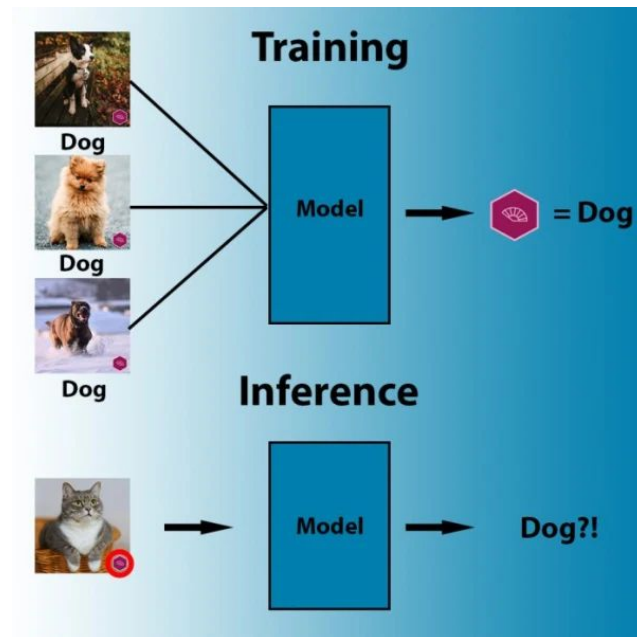 Training
Dog
Dog
Dog
Model
= Dog
Inference
Model
Dog?!